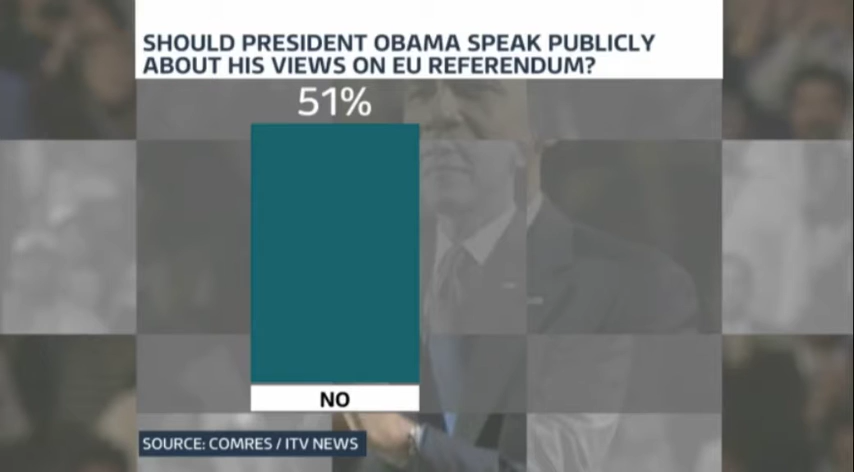 SHOULD PRESIDENT OBAMA SPEAK PUBLICLY
ABOUT HIS VIEWS ON EU REFERENDUM?
51%
NO
SOURCE: COMRES / ITV NEWS